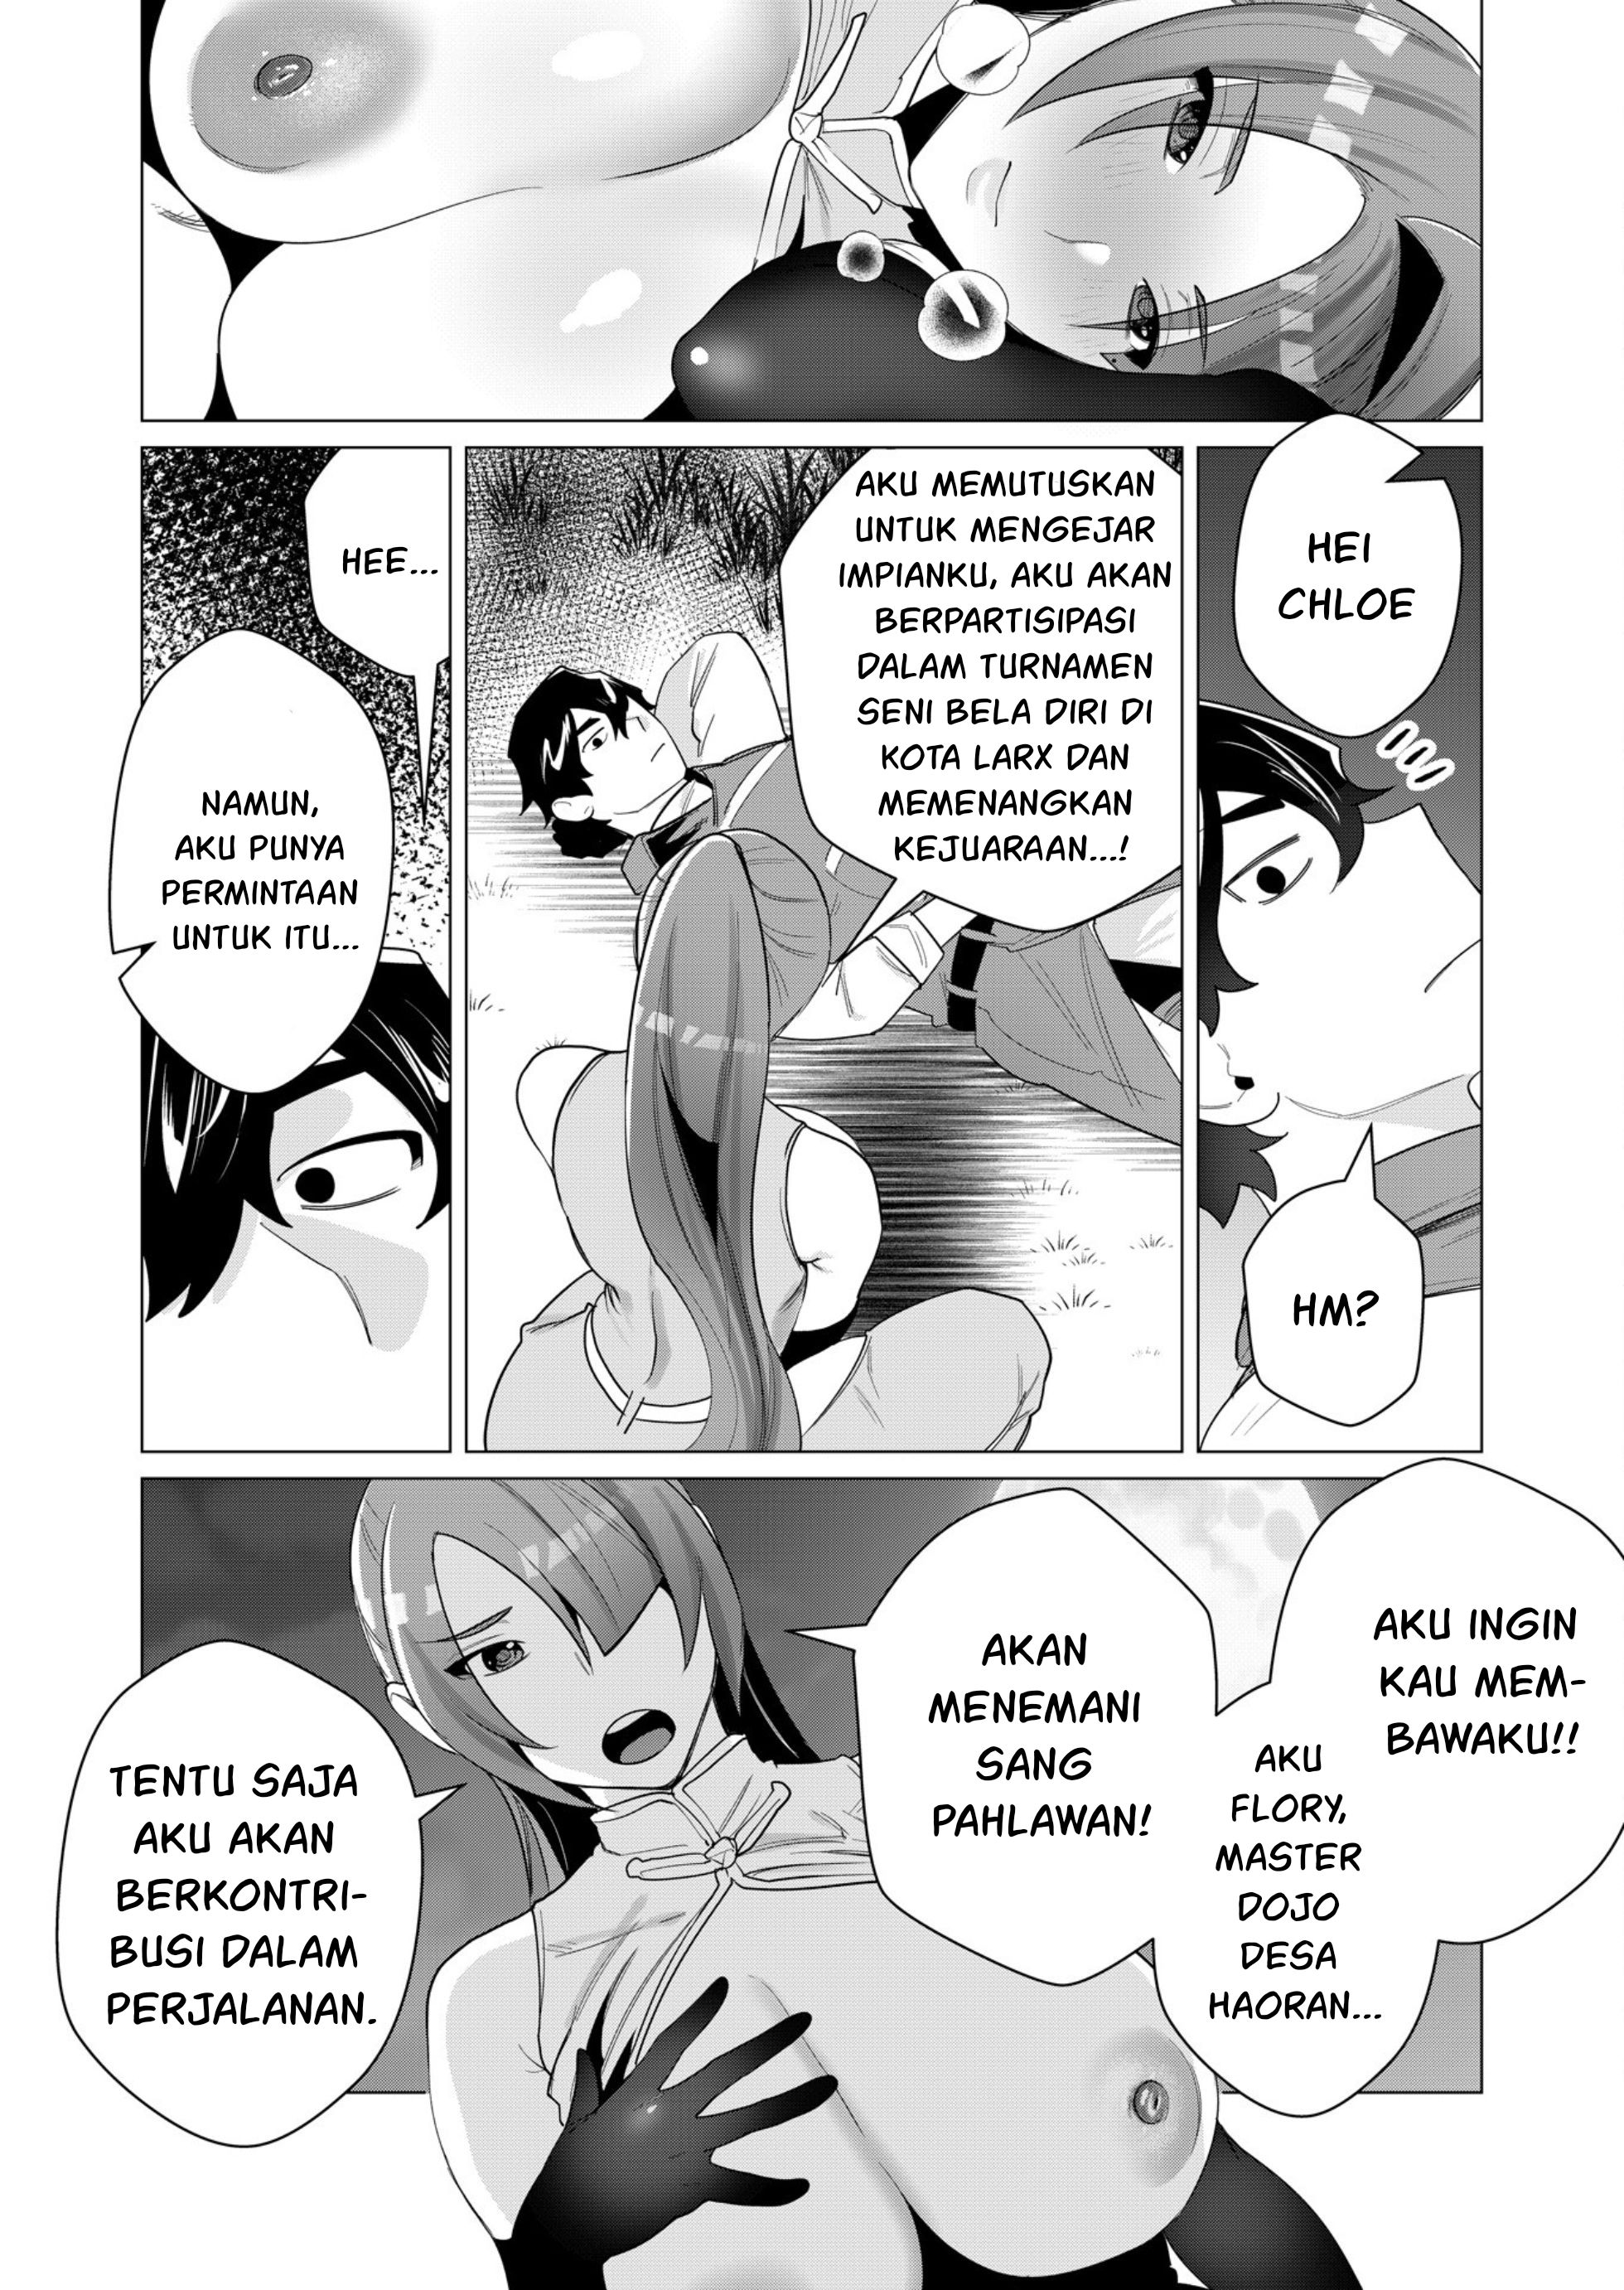 HEI
CHLOE
HM?
AKU MEMUTUSKAN
UNTUK MENGEJAR
IMPIANKU, AKU AKAN
BERPARTISIPASI
DALAM TURNAMEN
SENI BELA DIRI DI
KOTA LARX DAN
MEMENANGKAN
KEJUARAAN...!
HEE...
NAMUN,
AKU PUNYA
PERMINTAAN
UNTUK ITU...
AKU INGIN
KAU MEM-
BAWAKU!!
AKU
FLORY,
MASTER
DOJO
DESA
HAORAN...
AKAN
MENEMANI
SANG
PAHLAWAN!
TENTU SAJA
AKU AKAN
BERKONTRI-
BUSI DALAM
PERJALANAN.